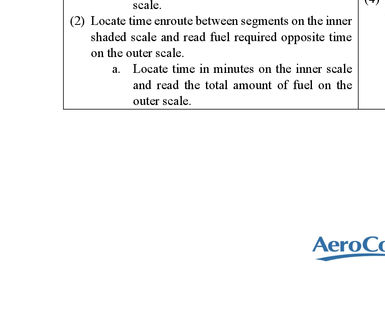 scale.
(2) Locate time enroute between segments on the inner
shaded scale and read fuel required opposite time
on the outer scale.
a. Locate time in minutes on the inner scale
and read the total amount of fuel on the
outer scale.
(4)